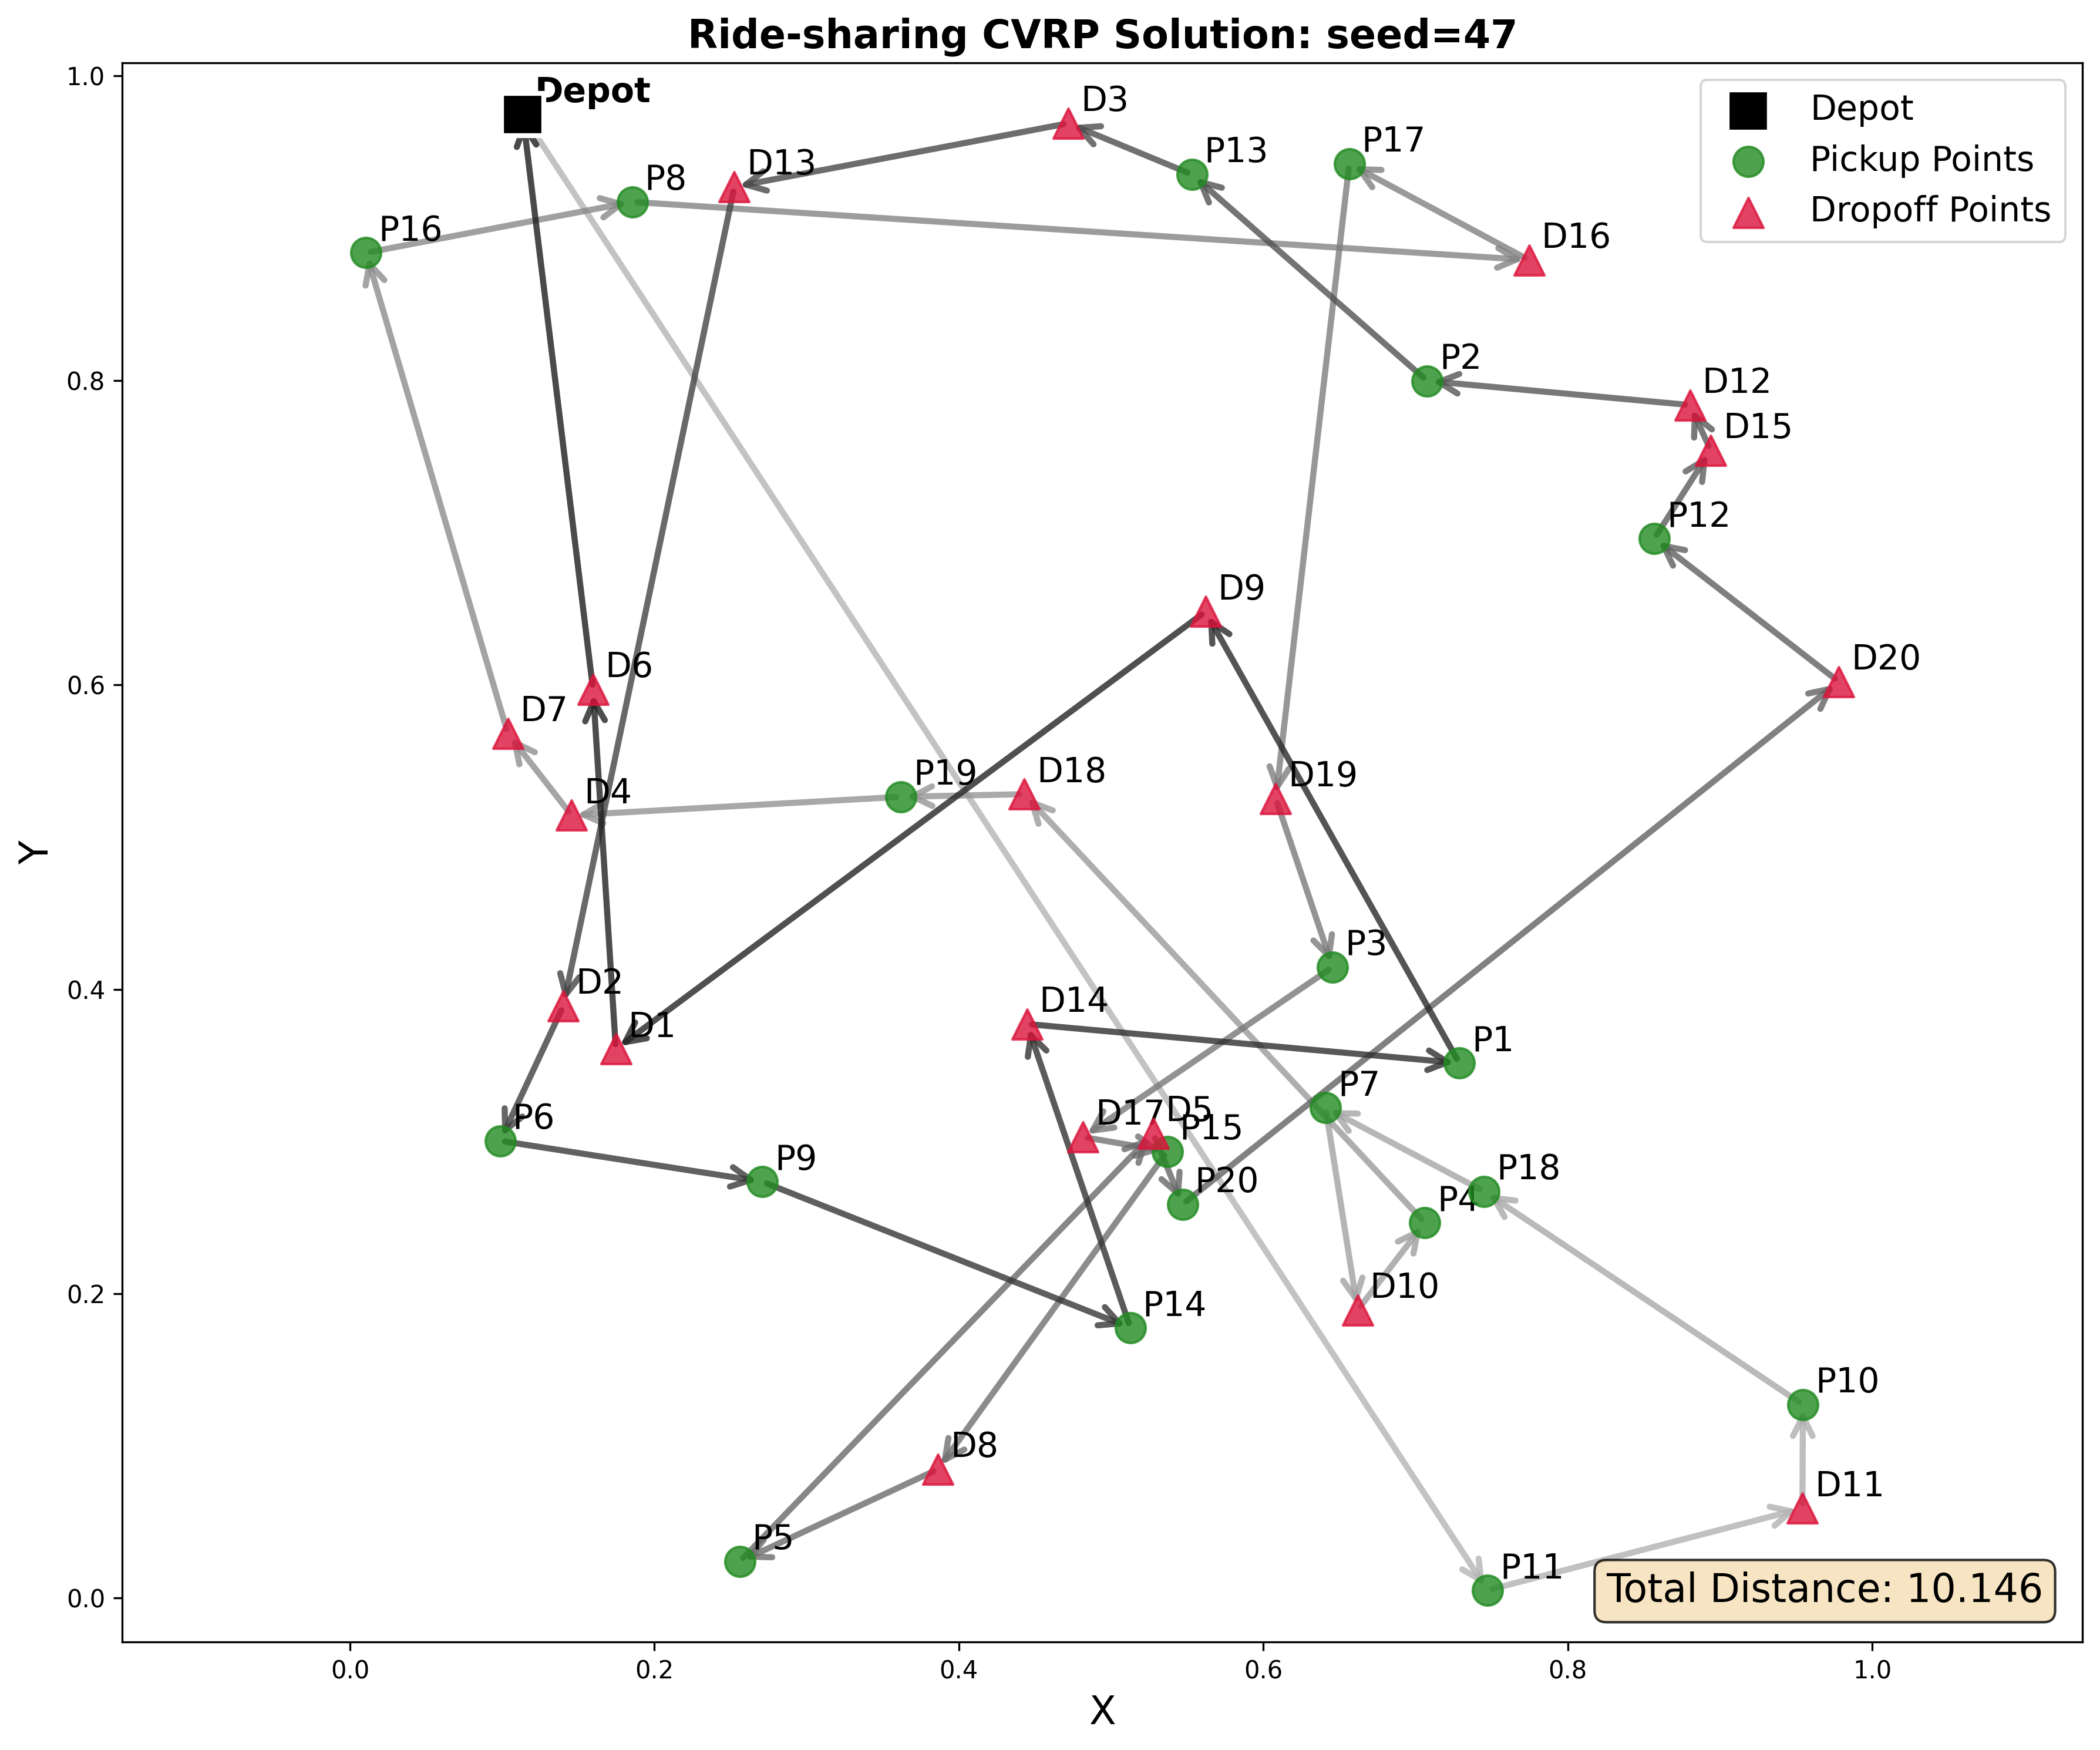 Ride-sharing CVRP Solution: seed=47
Depot
Pickup Points
Dropoff Points
Depot
D3
P17
P13
D13
P8
P16
D16
P2
D12
D15
P12
D9
D20
D6
D7
P19
D18
D19
D4
P3
D2
D14
D1
P1
P7
P6
D17
D5
P15
P9
P18
P20
P4
D10
P14
P10
D8
D11
P5
P11
Total Distance: 10.146
1.0
0.8
0.6
0.4
0.2
0.0
Y
0.0
0.2
0.4
0.6
0.8
1.0
X